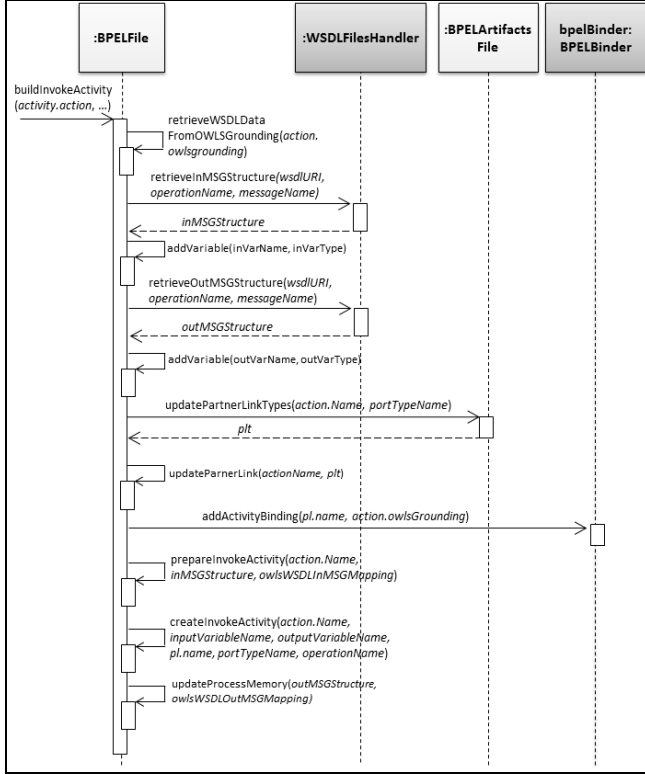 :BPELFile
:WSDLFilesHandler
:BPELArtifacts
File
bpelBinder:
BPELBinder
buildInvokeActivity
(activity.action, ...)
retrieveWSDLData
FromOWLSGrounding(action.
owlsgrounding)
retrieveInMSGStructure(wsdlURI,
operationName, messageName)
inMSGStructure
addVariable(inVarName, inVarType)
retrieveOutMSGStructure(wsdlURI,
operationName, messageName)
outMSGStructure
addVariable(outVarName, outVarType)
updatePartnerLinkTypes(action.Name, portTypeName)
plt
updateParnerLink(actionName, plt)
addActivityBinding(pl.name, action.owlsGrounding)
prepareInvokeActivity(action.Name,
inMSGStructure, owlsWSDLInMSGMapping)
createInvokeActivity(action.Name,
inputVariableName, outputVariableName,
pl.name, portTypeName, operationName)
updateProcessMemory(outMSGStructure,
owlsWSDLOutMSGMapping)